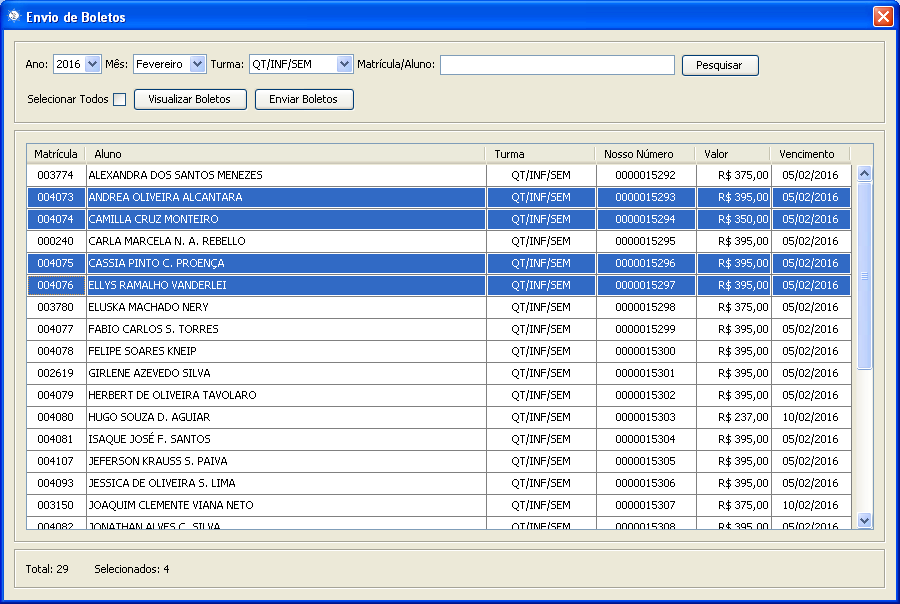 Envio de Boletos
Ano: 2016 Mês: Fevereiro Turma: QT/INF/SEM Matrícula/Aluno: Pesquisar
Selecionar Todos Visualizar Boletos Enviar Boletos
Matrícula Aluno Turma Nosso Número Valor Vencimento
003774 ALEXANDRA DOS SANTOS MENEZES QT/INF/SEM 0000015292 R$ 375,00 05/02/2016
004073 ANDREA OLIVEIRA ALCANTARA QT/INF/SEM 0000015293 R$ 395,00 05/02/2016
004074 CAMILLA CRUZ MONTEIRO QT/INF/SEM 0000015294 R$ 350,00 05/02/2016
000240 CARLA MARCELA N. A. REBELLO QT/INF/SEM 0000015295 R$ 395,00 05/02/2016
004075 CASSIA PINTO C. PROENÇA QT/INF/SEM 0000015296 R$ 395,00 05/02/2016
004076 ELLYS RAMALHO VANDERLEI QT/INF/SEM 0000015297 R$ 395,00 05/02/2016
003780 ELUSKA MACHADO NERY QT/INF/SEM 0000015298 R$ 375,00 05/02/2016
004077 FABIO CARLOS S. TORRES QT/INF/SEM 0000015299 R$ 395,00 05/02/2016
004078 FELIPE SOARES KNEIP QT/INF/SEM 0000015300 R$ 395,00 05/02/2016
002619 GIRLENE AZEVEDO SILVA QT/INF/SEM 0000015301 R$ 395,00 05/02/2016
004079 HERBERT DE OLIVEIRA TAVOLARO QT/INF/SEM 0000015302 R$ 395,00 05/02/2016
004080 HUGO SOUZA D. AGUIAR QT/INF/SEM 0000015303 R$ 237,00 10/02/2016
004081 ISAQUE JOSÉ F. SANTOS QT/INF/SEM 0000015304 R$ 395,00 05/02/2016
004107 JEFERSON KRAUSS S. PAIVA QT/INF/SEM 0000015305 R$ 395,00 05/02/2016
004093 JESSICA DE OLIVEIRA S. LIMA QT/INF/SEM 0000015306 R$ 395,00 05/02/2016
003150 JOAQUIM CLEMENTE VIANA NETO QT/INF/SEM 0000015307 R$ 375,00 10/02/2016
004082 JONATHAN ALVES C. SILVA QT/INF/SEM 0000015308 R$ 395,00 05/02/2016
Total: 29 Selecionados: 4